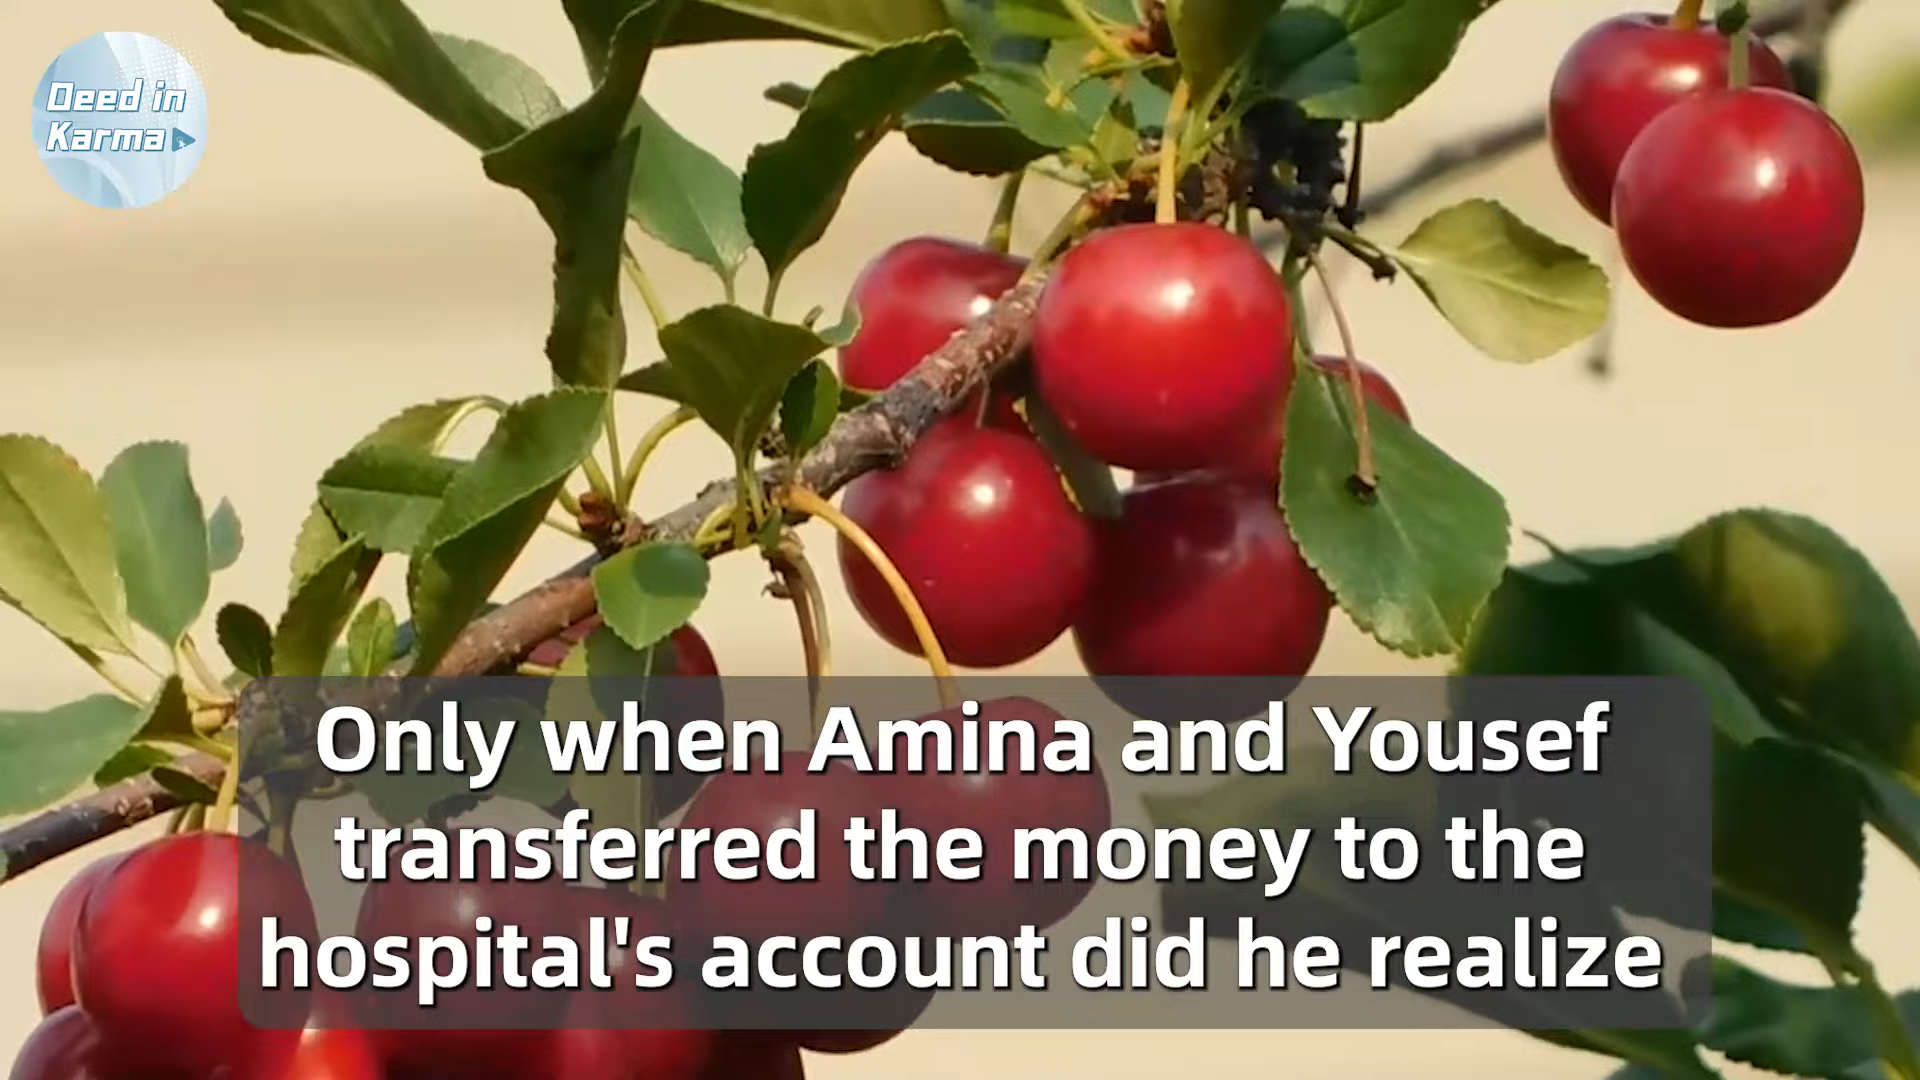 Deed in
Karma
Only when Amina and Yousef
transferred the money to the
hospital's account did he realize